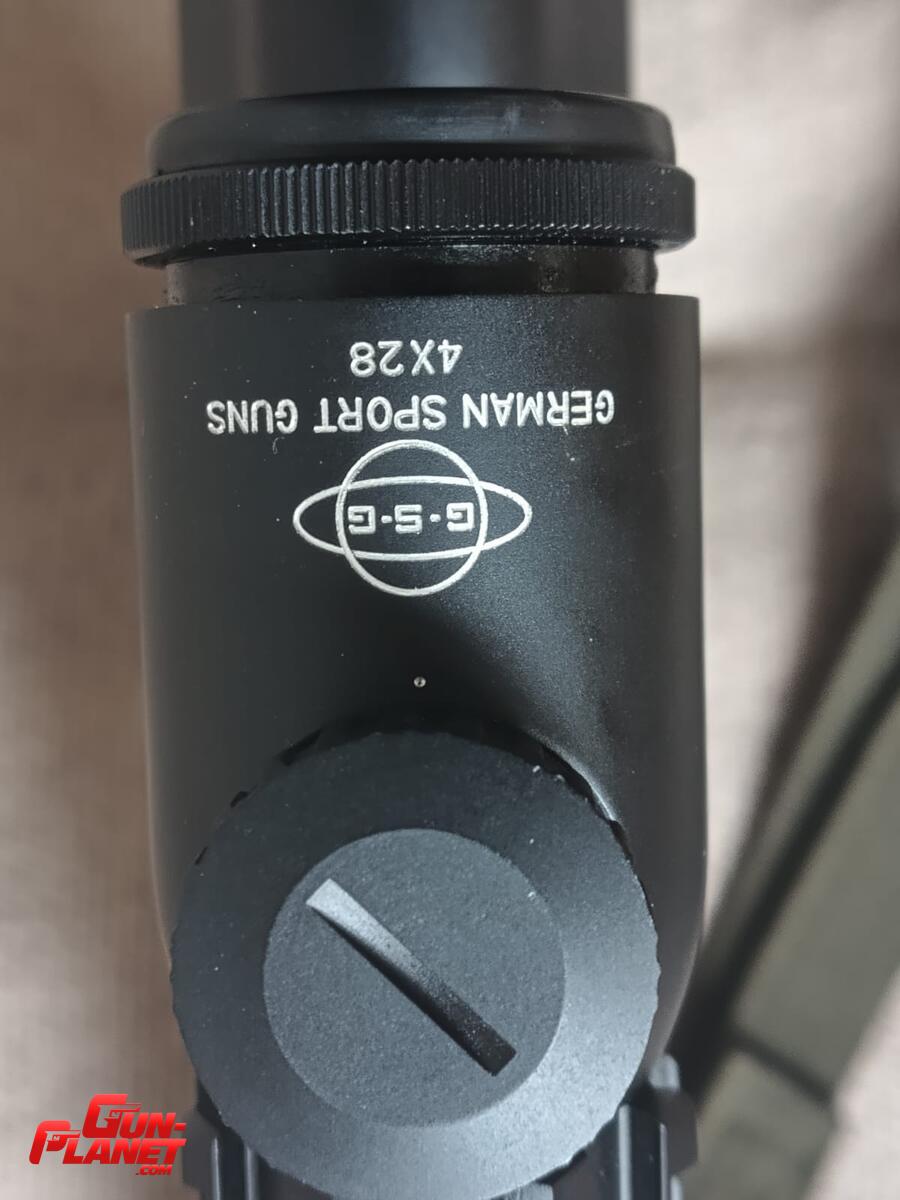 GERMAN SPORT GUNS
4X28
G·S·G
GUN-
PLANET
.COM